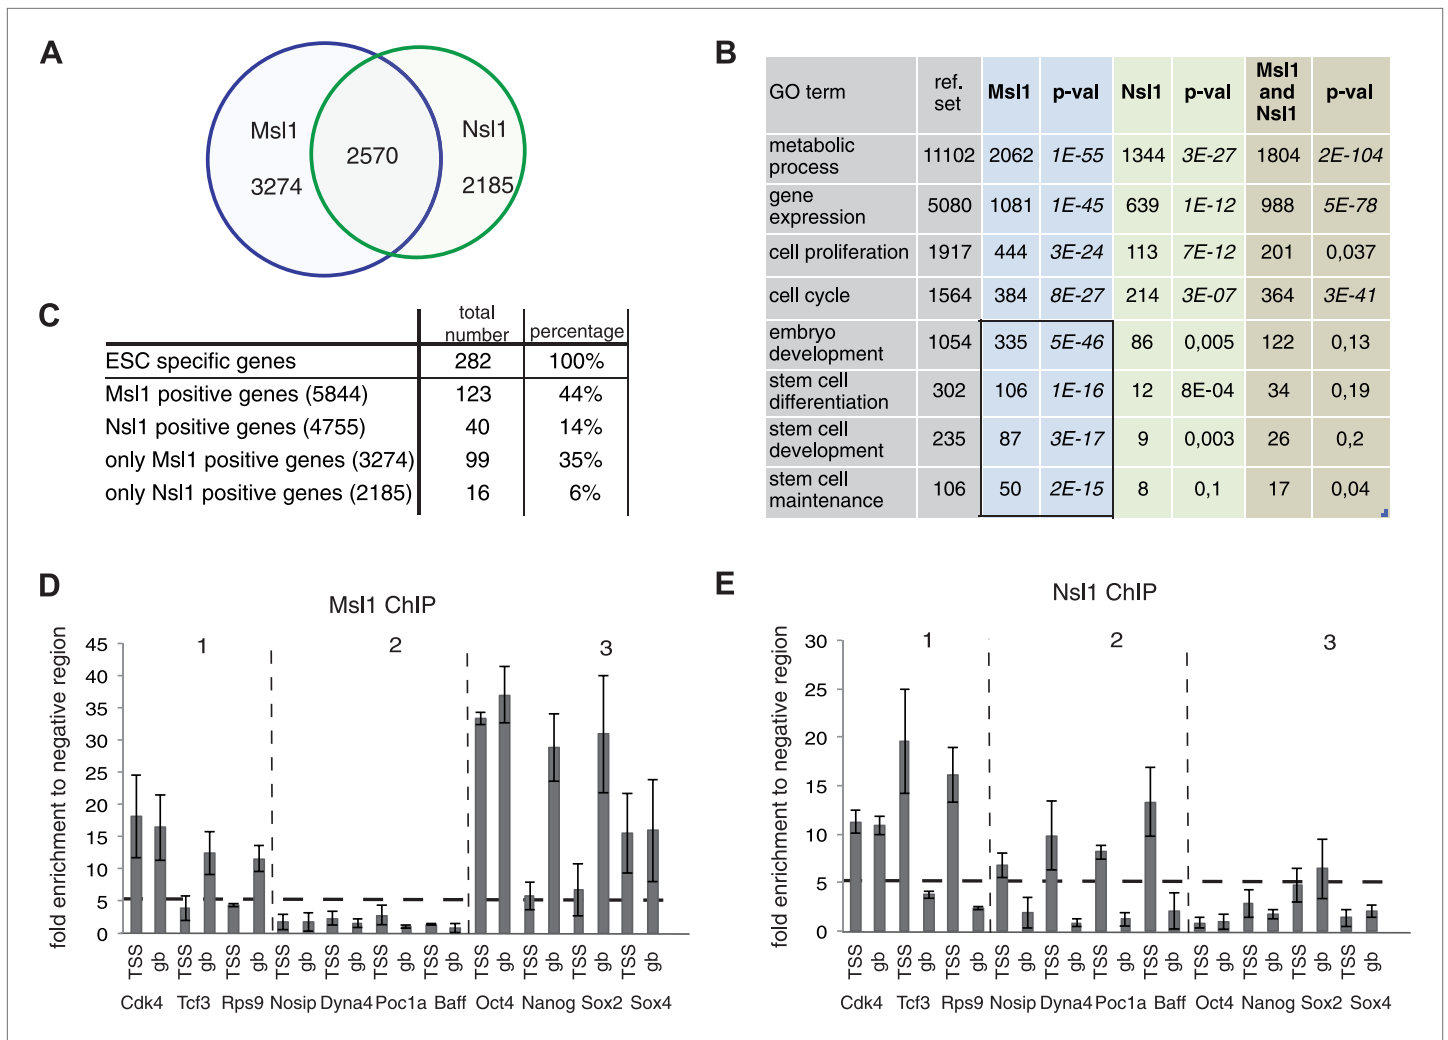 A
Msl1
Nsl1
2570
3274
2185
B
GO term
ref.
set
Msl1
p-val
Nsl1
p-val
Msl1
and
Nsl1
p-val
metabolic
process
11102 2062 1E-55 1344 3E-27 1804 2E-104
gene
expression
5080 1081 1E-45 639 1E-12 988 5E-78
cell proliferation 1917 444 3E-24 113 7E-12 201 0,037
cell cycle 1564 384 8E-27 214 3E-07 364 3E-41
embryo
development
1054 335 5E-46 86 0,005 122 0,13
stem cell
differentiation
302 106 1E-16 12 8E-04 34 0,19
stem cell
development
235 87 3E-17 9 0,003 26 0,2
stem cell
maintenance
106 50 2E-15 8 0,1 17 0,04
C
total
number
percentage
ESC specific genes 282 100%
Msl1 positive genes (5844) 123 44%
Nsl1 positive genes (4755) 40 14%
only Msl1 positive genes (3274) 99 35%
only Nsl1 positive genes (2185) 16 6%
D
Msl1 ChIP
fold enrichment to negative region
45
40
35
30
25
20
15
10
5
0
1 2 3
TSS gb TSS gb TSS gb TSS gb TSS gb TSS gb TSS gb TSS gb TSS gb TSS gb TSS gb
Cdk4 Tcf3 Rps9 Nosip Dyna4 Poc1a Baff Oct4 Nanog Sox2 Sox4
E
Nsl1 ChIP
fold enrichment to negative region
30
25
20
15
10
5
0
1 2 3
TSS gb TSS gb TSS gb TSS gb TSS gb TSS gb TSS gb TSS gb TSS gb TSS gb TSS gb
Cdk4 Tcf3 Rps9 Nosip Dyna4 Poc1a Baff Oct4 Nanog Sox2 Sox4